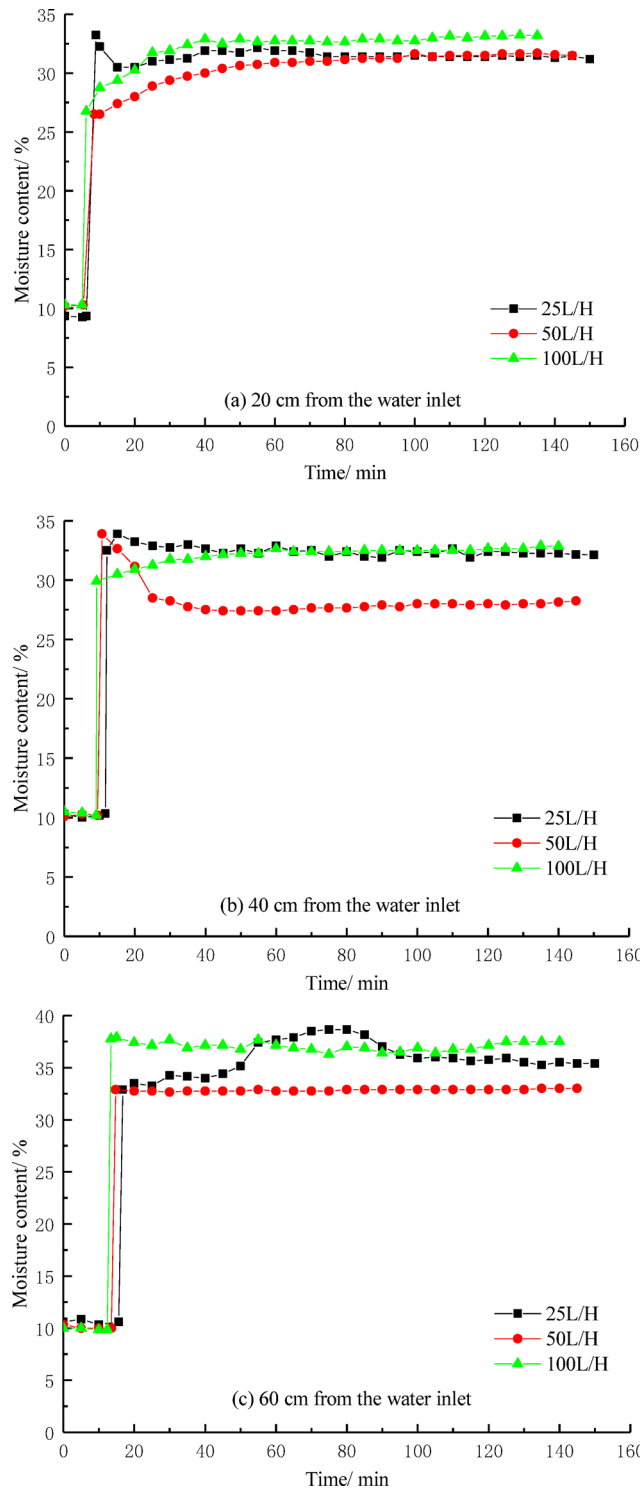 35
30
25
20
15
10
5
0
Moisture content/ %
25L/H
50L/H
100L/H
(a) 20 cm from the water inlet
0 20 40 60 80 100 120 140 160
Time/ min
35
30
25
20
15
10
5
0
Moisture content/ %
25L/H
50L/H
100L/H
(b) 40 cm from the water inlet
0 20 40 60 80 100 120 140 160
Time/ min
40
35
30
25
20
15
10
5
0
Moisture content/ %
25L/H
50L/H
100L/H
(c) 60 cm from the water inlet
0 20 40 60 80 100 120 140 160
Time/ min